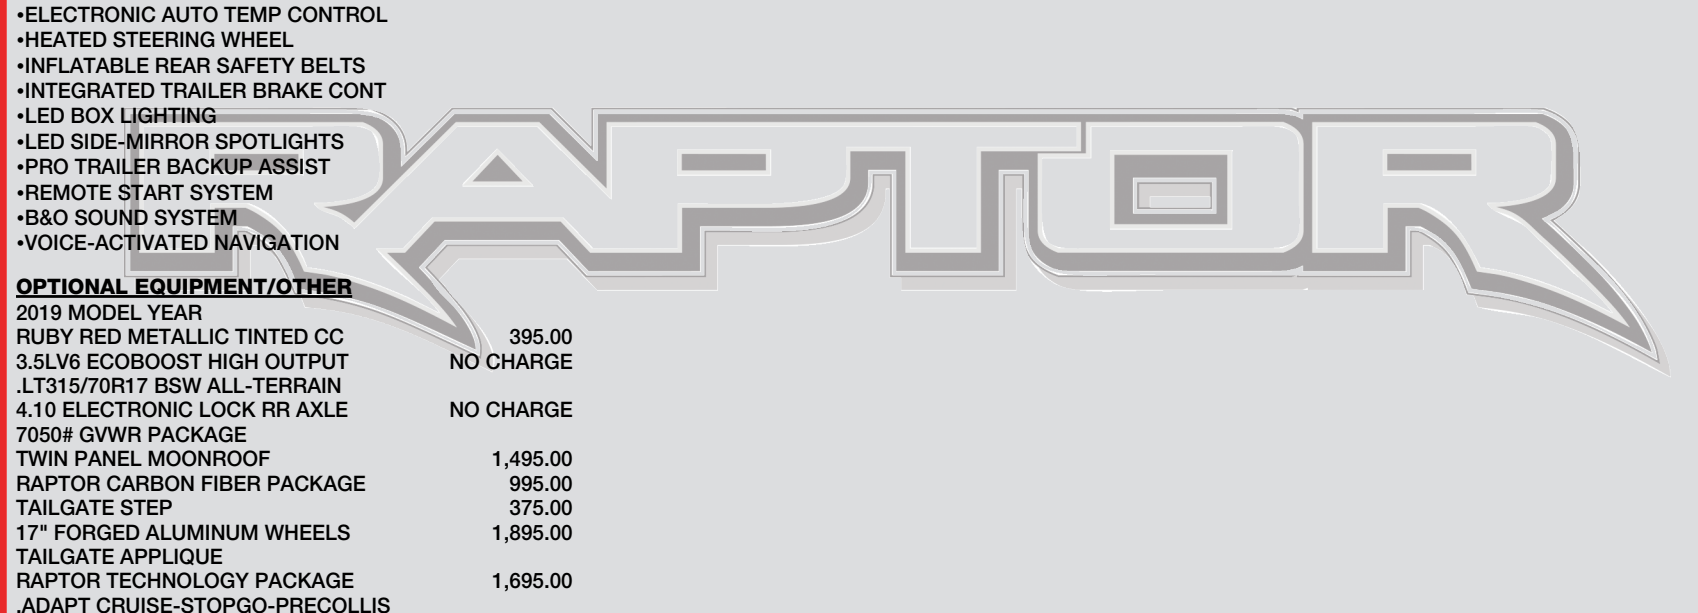 •ELECTRONIC AUTO TEMP CONTROL
•HEATED STEERING WHEEL
•INFLATABLE REAR SAFETY BELTS
•INTEGRATED TRAILER BRAKE CONT
•LED BOX LIGHTING
•LED SIDE-MIRROR SPOTLIGHTS
•PRO TRAILER BACKUP ASSIST
•REMOTE START SYSTEM
•B&O SOUND SYSTEM
•VOICE-ACTIVATED NAVIGATION
RAPTOR
OPTIONAL EQUIPMENT/OTHER
2019 MODEL YEAR
RUBY RED METALLIC TINTED CC 395.00
3.5LV6 ECOBOOST HIGH OUTPUT NO CHARGE
.LT315/70R17 BSW ALL-TERRAIN
4.10 ELECTRONIC LOCK RR AXLE NO CHARGE
7050# GVWR PACKAGE
TWIN PANEL MOONROOF 1,495.00
RAPTOR CARBON FIBER PACKAGE 995.00
TAILGATE STEP 375.00
17" FORGED ALUMINUM WHEELS 1,895.00
TAILGATE APPLIQUE
RAPTOR TECHNOLOGY PACKAGE 1,695.00
.ADAPT CRUISE-STOPGO-PRECOLLIS